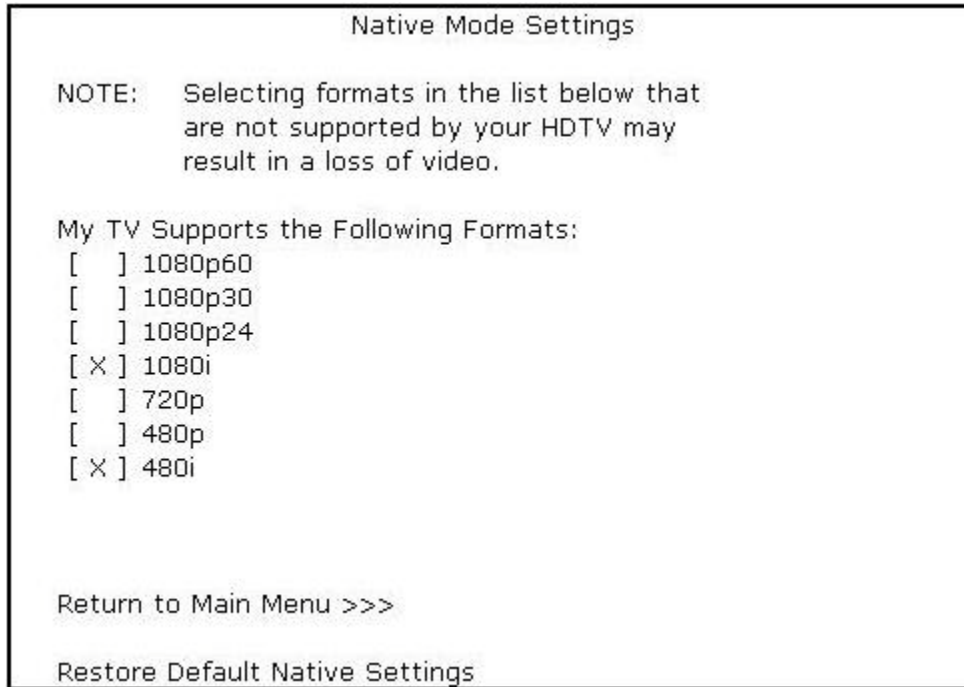 Native Mode Settings
NOTE: Selecting formats in the list below that
are not supported by your HDTV may
result in a loss of video.
My TV Supports the Following Formats:
[ ] 1080p60
[ ] 1080p30
[ ] 1080p24
[ X ] 1080i
[ ] 720p
[ ] 480p
[ X ] 480i
Return to Main Menu >>>
Restore Default Native Settings